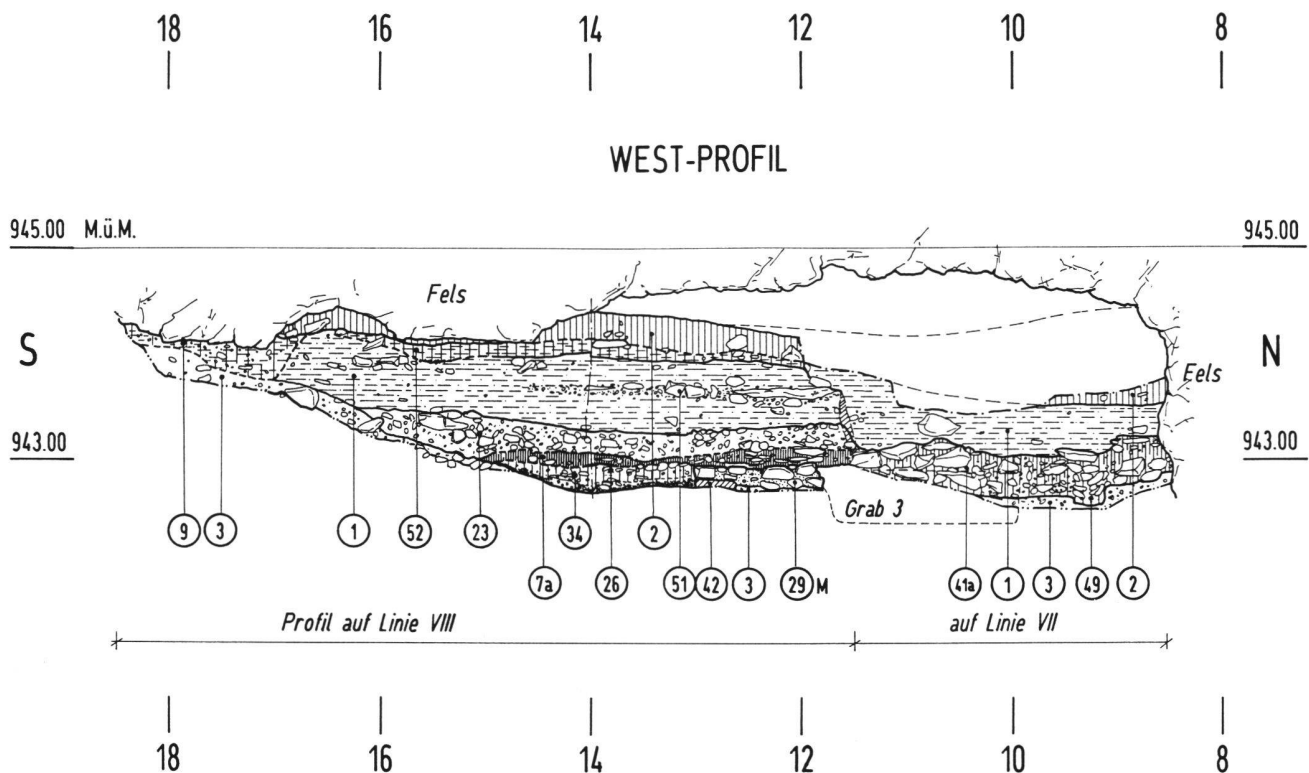 18 16 14 12 10 8
WEST-PROFIL
945.00 M.ü.M. 945.00
Fels
S N
Fels
943.00 943.00
Grab 3
9 3 1 52 23 34 2
7a 26 51 42 3 29 M 41a 1 3 49 2
Profil auf Linie VIII auf Linie VII
18 16 14 12 10 8